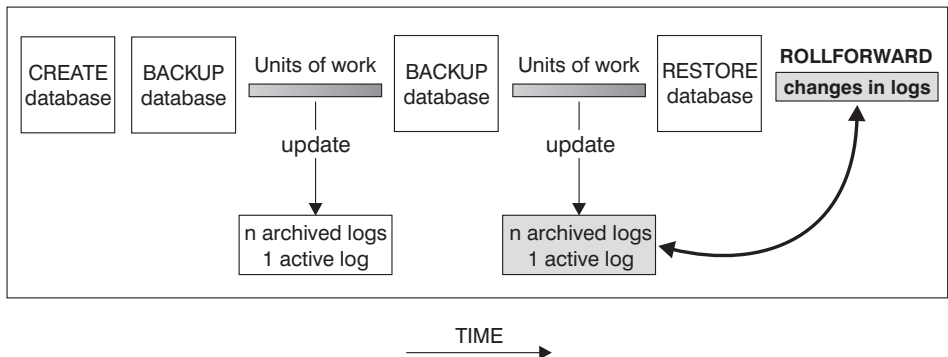 CREATE
database
BACKUP
database
Units of work
update
n archived logs
1 active log
BACKUP
database
Units of work
update
n archived logs
1 active log
RESTORE
database
ROLLFORWARD
changes in logs
TIME